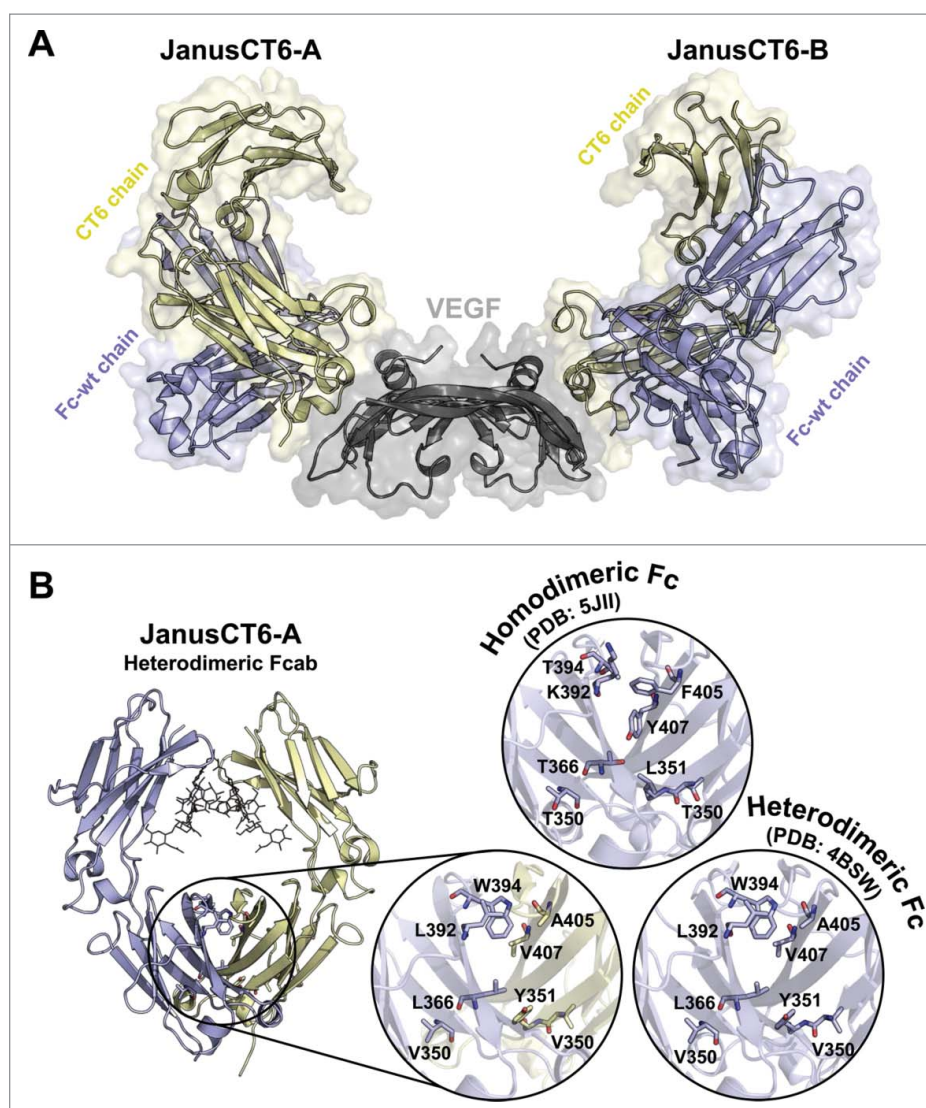 A
JanusCT6-A
JanusCT6-B
CT6 chain
CT6 chain
VEGF
Fc-wt chain
Fc-wt chain
B
JanusCT6-A
Heterodimeric Fcab
Homodimeric Fc
(PDB: 5JII)
T394
K392
F405
Y407
T366
L351
T350
T350
Heterodimeric Fc
(PDB: 4BSW)
W394
L392
A405
V407
L366
Y351
V350
V350
W394
L392
A405
V407
L366
Y351
V350
V350